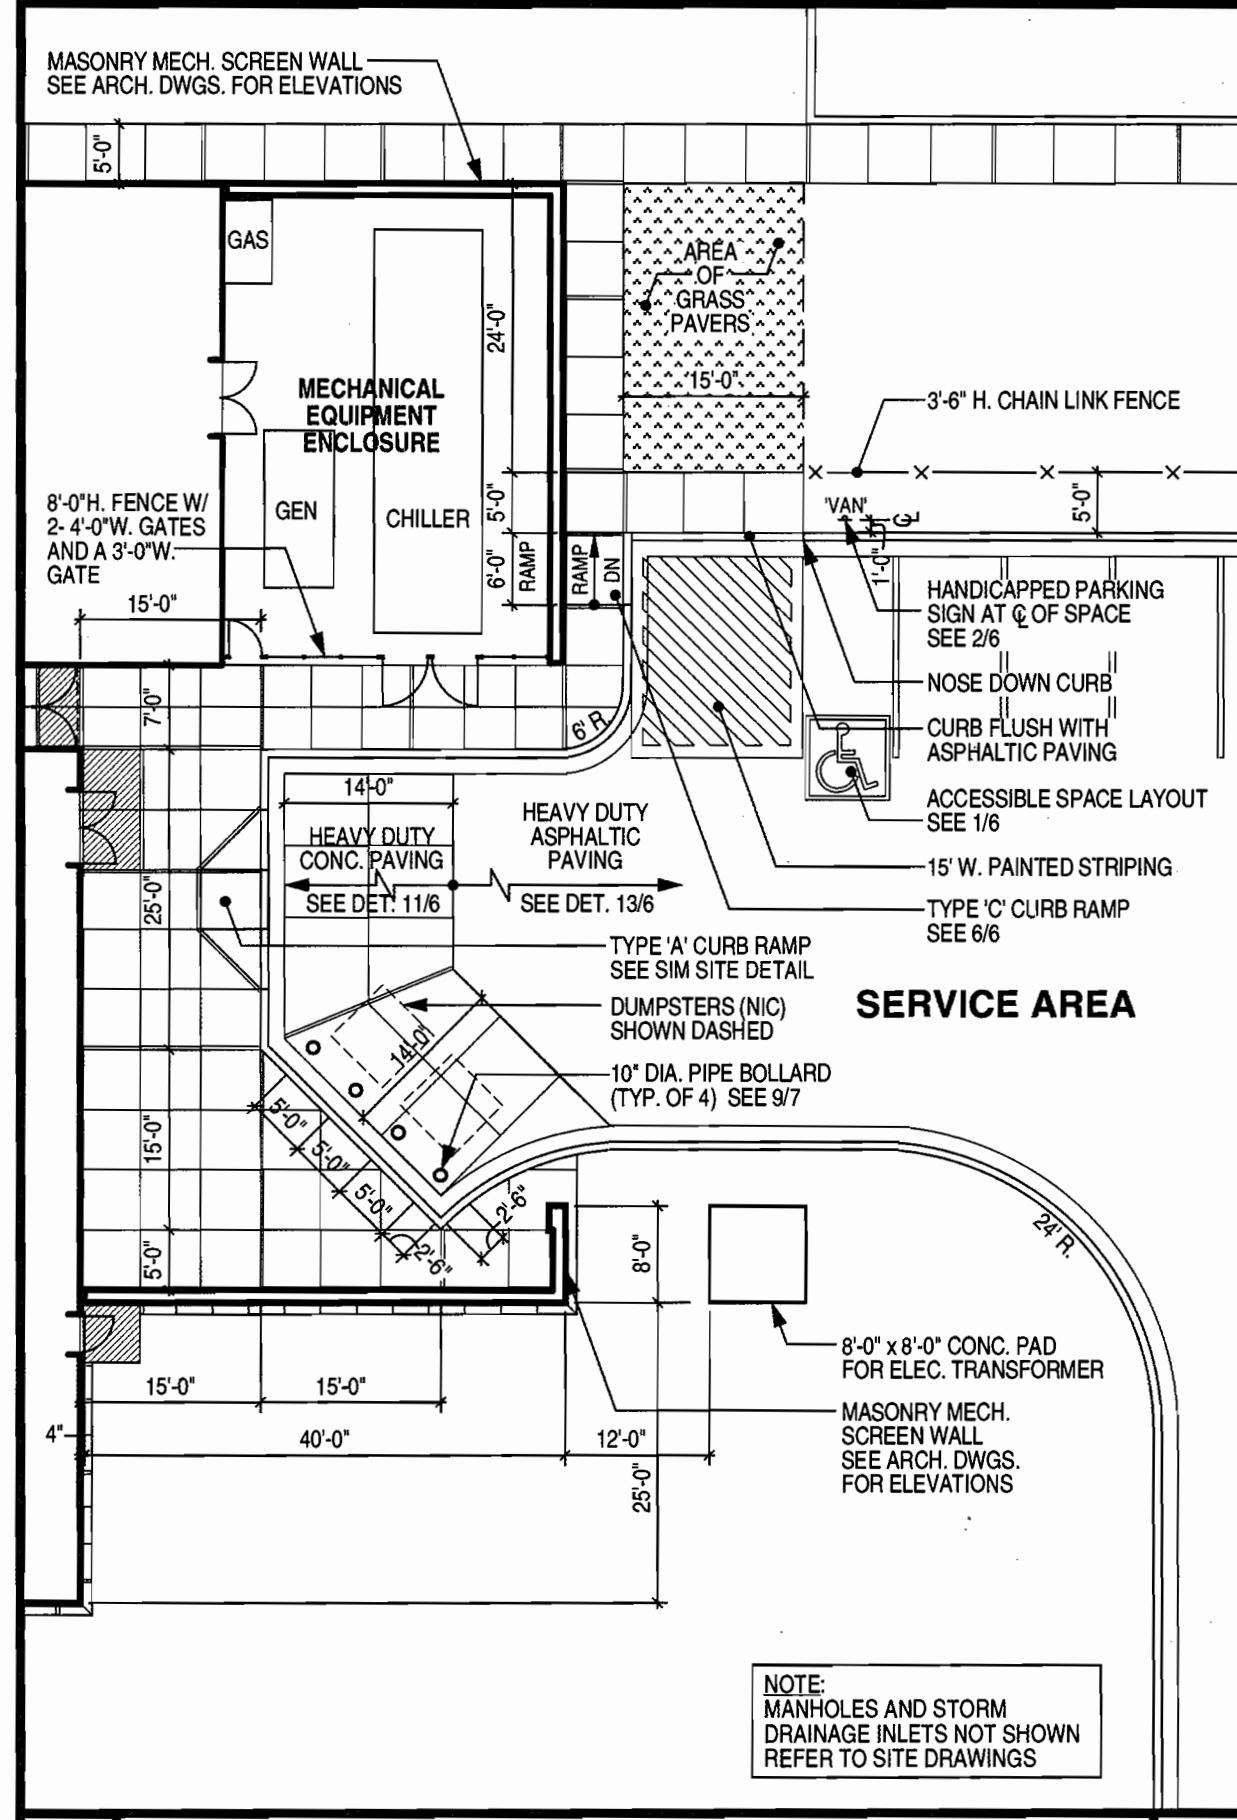 MASONRY MECH. SCREEN WALL
SEE ARCH. DWGS. FOR ELEVATIONS
5'-0"
GAS
AREA
OF
GRASS
PAVERS
24'-0"
15'-0"
MECHANICAL
EQUIPMENT
ENCLOSURE
3'-6" H. CHAIN LINK FENCE
8'-0"H. FENCE W/
2- 4'-0"W. GATES
AND A 3'-0"W.
GATE
GEN
CHILLER
5'-0"
'VAN'
℄
5'-0"
15'-0"
6'-0"
RAMP
RAMP
DN
1'-0"
HANDICAPPED PARKING
SIGN AT ℄ OF SPACE
SEE 2/6
NOSE DOWN CURB
CURB FLUSH WITH
ASPHALTIC PAVING
7'-0"
6' R.
14'-0"
HEAVY DUTY
CONC. PAVING
SEE DET. 11/6
HEAVY DUTY
ASPHALTIC
PAVING
SEE DET. 13/6
ACCESSIBLE SPACE LAYOUT
SEE 1/6
15' W. PAINTED STRIPING
TYPE 'C' CURB RAMP
SEE 6/6
25'-0"
TYPE 'A' CURB RAMP
SEE SIM SITE DETAIL
DUMPSTERS (NIC)
SHOWN DASHED
SERVICE AREA
14'-0"
10" DIA. PIPE BOLLARD
(TYP. OF 4) SEE 9/7
5'-0"
5'-0"
5'-0"
2'-6"
2'-6"
15'-0"
5'-0"
8'-0"
24' R.
8'-0" x 8'-0" CONC. PAD
FOR ELEC. TRANSFORMER
15'-0"
15'-0"
4"
40'-0"
12'-0"
25'-0"
MASONRY MECH.
SCREEN WALL
SEE ARCH. DWGS.
FOR ELEVATIONS
NOTE:
MANHOLES AND STORM
DRAINAGE INLETS NOT SHOWN
REFER TO SITE DRAWINGS